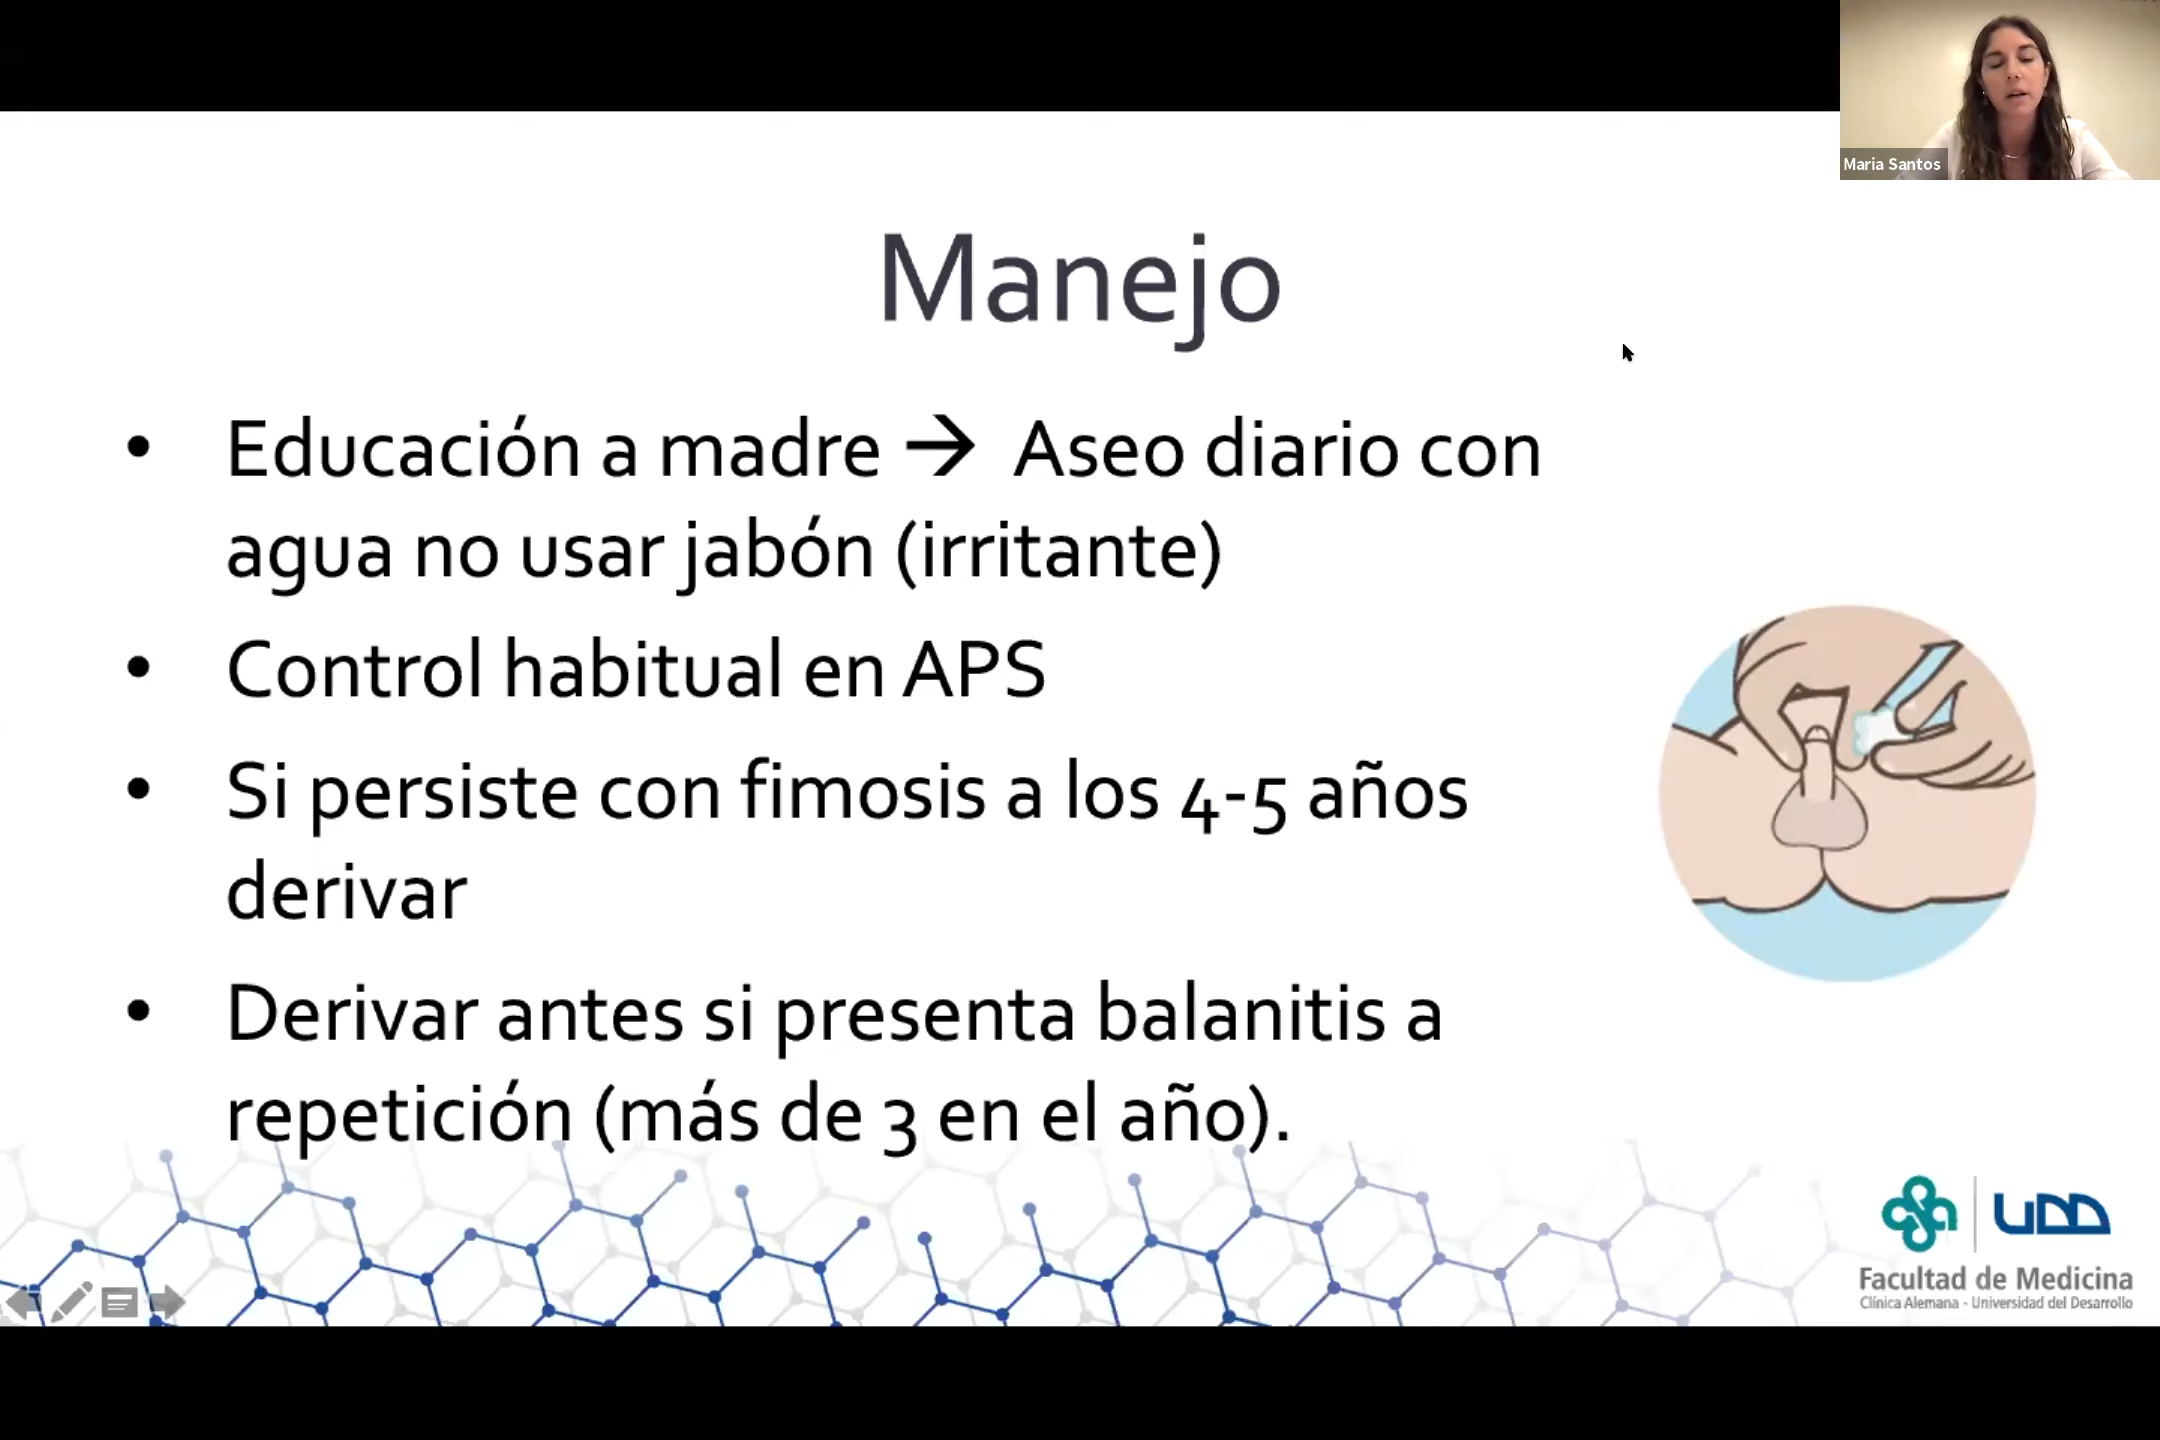 Maria Santos
Manejo
• Educación a madre → Aseo diario con
agua no usar jabón (irritante)
• Control habitual en APS
• Si persiste con fimosis a los 4-5 años
derivar
• Derivar antes si presenta balanitis a
repetición (más de 3 en el año).
UDD
Facultad de Medicina
Clínica Alemana - Universidad del Desarrollo